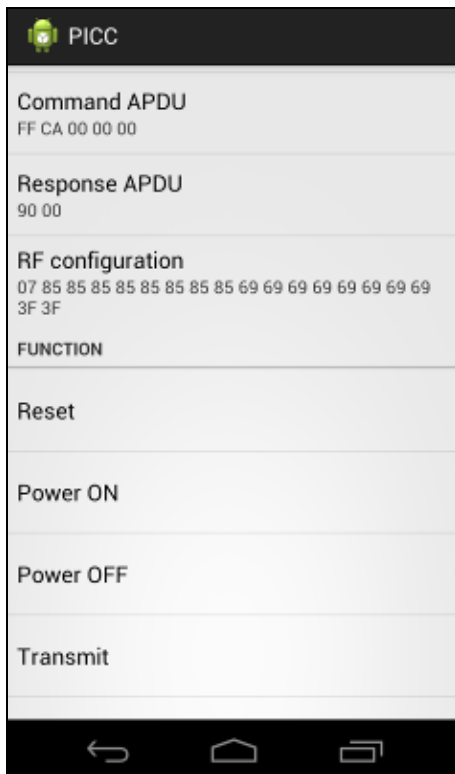 PICC
Command APDU
FF CA 00 00 00
Response APDU
90 00
RF configuration
07 85 85 85 85 85 85 85 85 69 69 69 69 69 69 69 69
3F 3F
FUNCTION
Reset
Power ON
Power OFF
Transmit